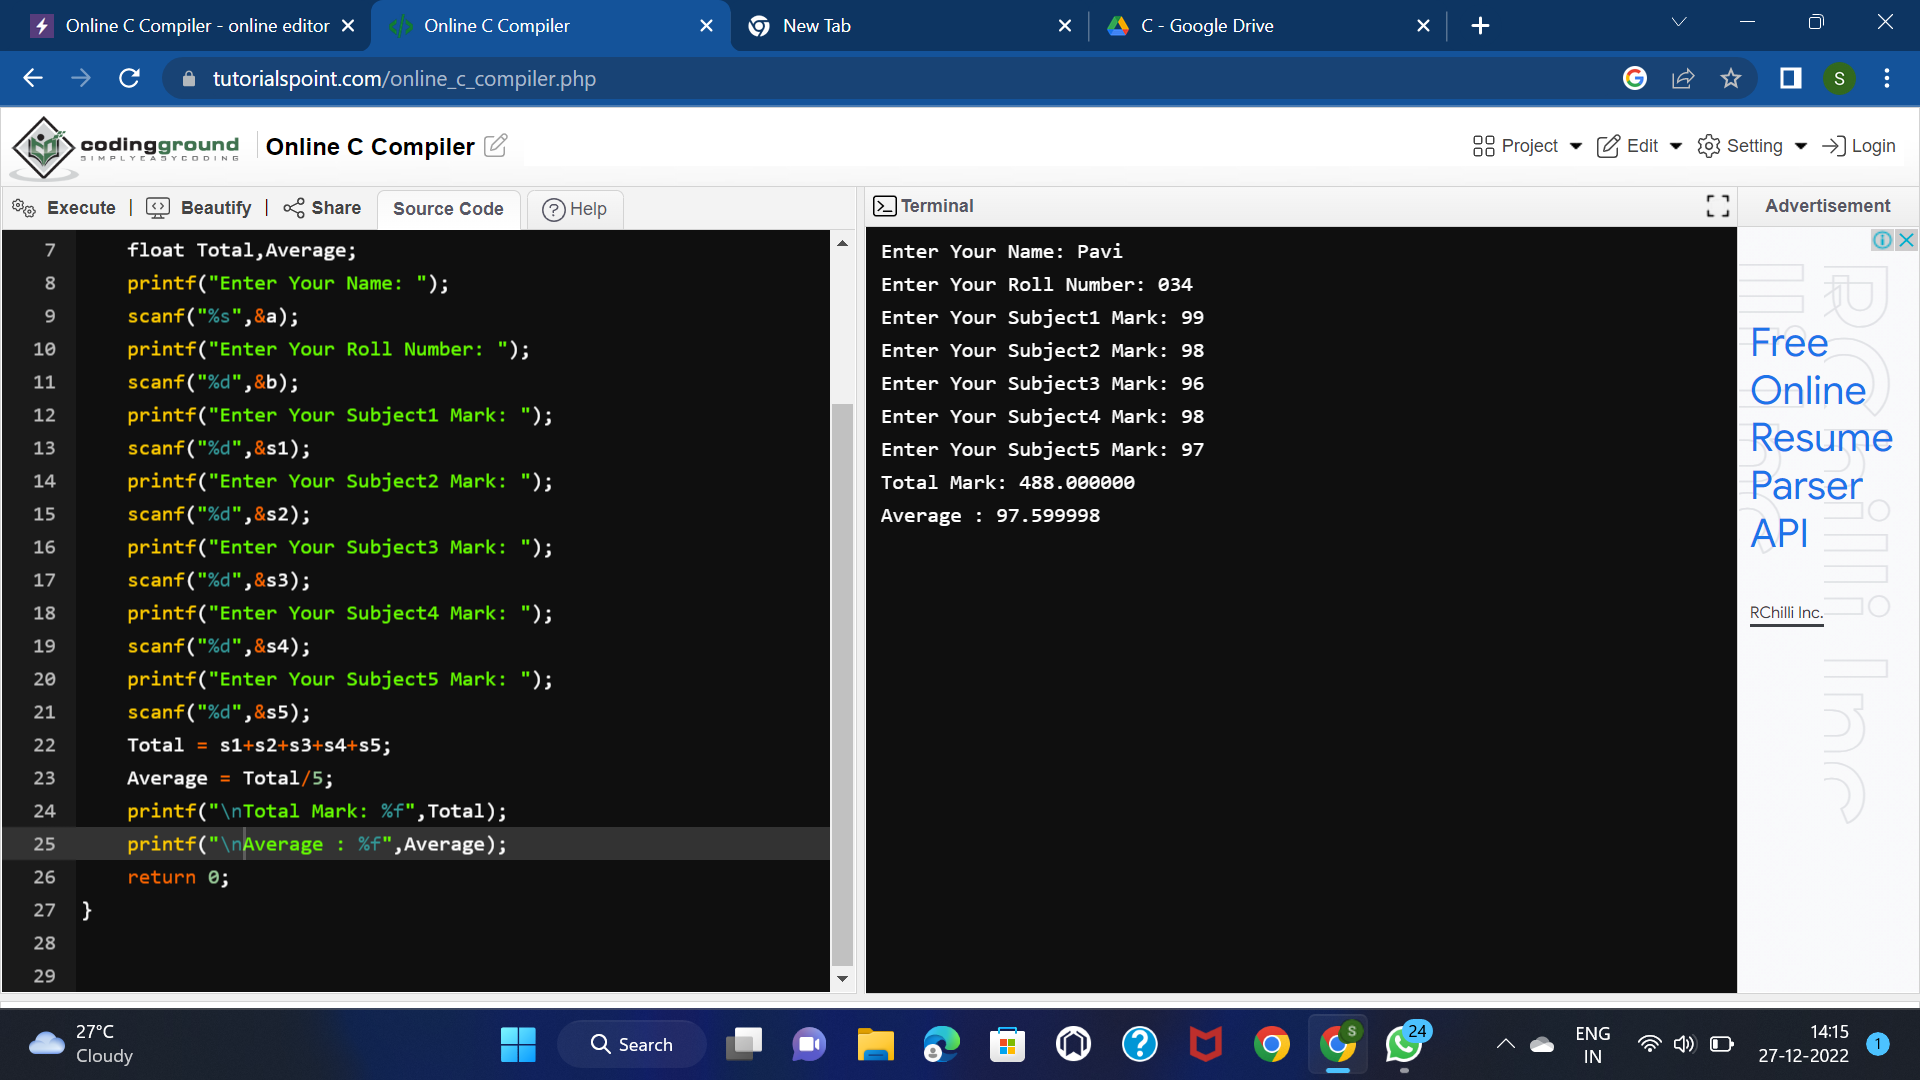 Online C Compiler - online editor
Online C Compiler
New Tab
C - Google Drive
tutorialspoint.com/online_c_compiler.php
S
codingground
SIMPLYEASYCODING
Online C Compiler
Project
Edit
Setting
Login
Execute | Beautify | Share
Source Code
Help
7 float Total,Average;
8 printf("Enter Your Name: ");
9 scanf("%s",&a);
10 printf("Enter Your Roll Number: ");
11 scanf("%d",&b);
12 printf("Enter Your Subject1 Mark: ");
13 scanf("%d",&s1);
14 printf("Enter Your Subject2 Mark: ");
15 scanf("%d",&s2);
16 printf("Enter Your Subject3 Mark: ");
17 scanf("%d",&s3);
18 printf("Enter Your Subject4 Mark: ");
19 scanf("%d",&s4);
20 printf("Enter Your Subject5 Mark: ");
21 scanf("%d",&s5);
22 Total = s1+s2+s3+s4+s5;
23 Average = Total/5;
24 printf("\nTotal Mark: %f",Total);
25 printf("\nAverage : %f",Average);
26 return 0;
27 }
28
29
Terminal
Enter Your Name: Pavi
Enter Your Roll Number: 034
Enter Your Subject1 Mark: 99
Enter Your Subject2 Mark: 98
Enter Your Subject3 Mark: 96
Enter Your Subject4 Mark: 98
Enter Your Subject5 Mark: 97
Total Mark: 488.000000
Average : 97.599998
Advertisement
Free
Online
Resume
Parser
API
RChilli Inc.
RChilli Inc
27°C
Cloudy
Search
S
24
ENG
IN
14:15
27-12-2022
1